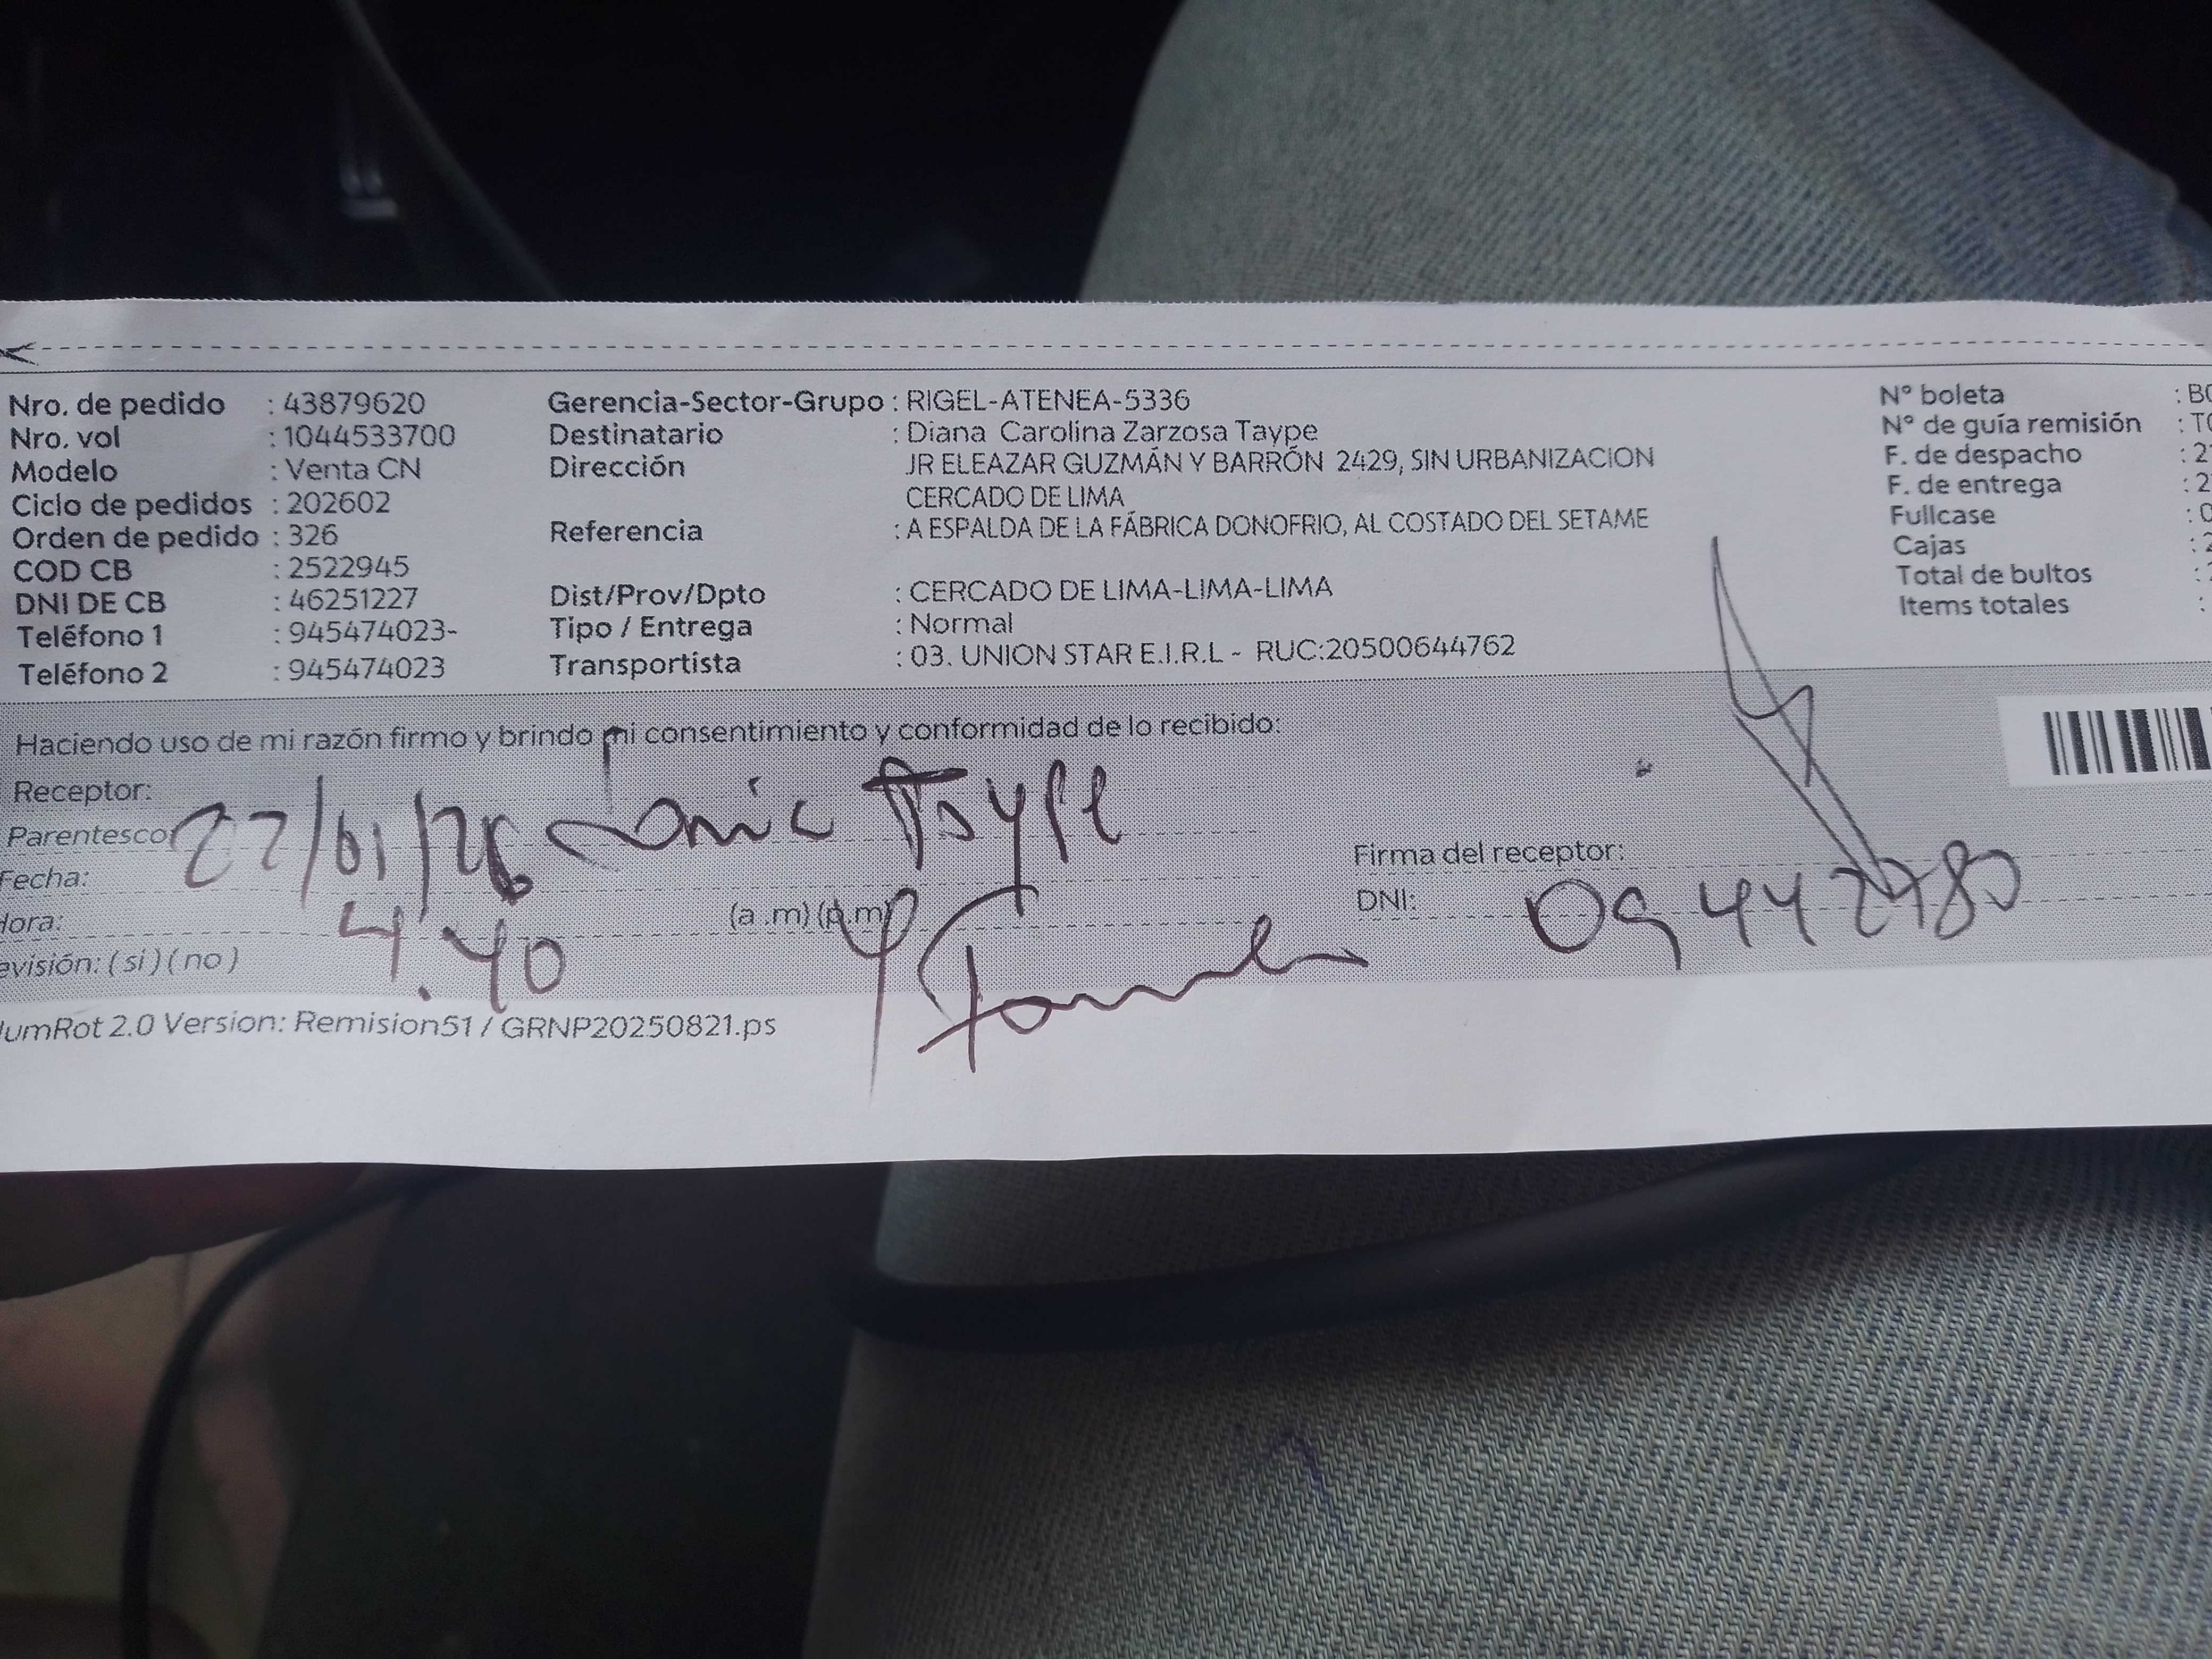 Nro. de pedido : 43879620
Nro. vol : 1044533700
Modelo : Venta CN
Ciclo de pedidos : 202602
Orden de pedido : 326
COD CB : 2522945
DNI DE CB : 46251227
Teléfono 1 : 945474023-
Teléfono 2 : 945474023
Gerencia-Sector-Grupo : RIGEL-ATENEA-5336
Destinatario : Diana Carolina Zarzosa Taype
Dirección JR ELEAZAR GUZMÁN Y BARRÓN 2429, SIN URBANIZACION
CERCADO DE LIMA
Referencia : A ESPALDA DE LA FÁBRICA DONOFRIO, AL COSTADO DEL SETAME
Dist/Prov/Dpto : CERCADO DE LIMA-LIMA-LIMA
Tipo / Entrega : Normal
Transportista : 03. UNION STAR E.I.R.L - RUC:20500644762
N° boleta
N° de guía remisión
F. de despacho
F. de entrega
Fullcase
Cajas
Total de bultos
Items totales
Haciendo uso de mi razón firmo y brindo mi consentimiento y conformidad de lo recibido:
Receptor:
Parentesco
Taype
Fecha:
27/01/26
(a .m) (p.m)
4.40
Firma del receptor:
DNI:
(si) (no)
2.0 Version: Remision51 / GRNP20250821.ps